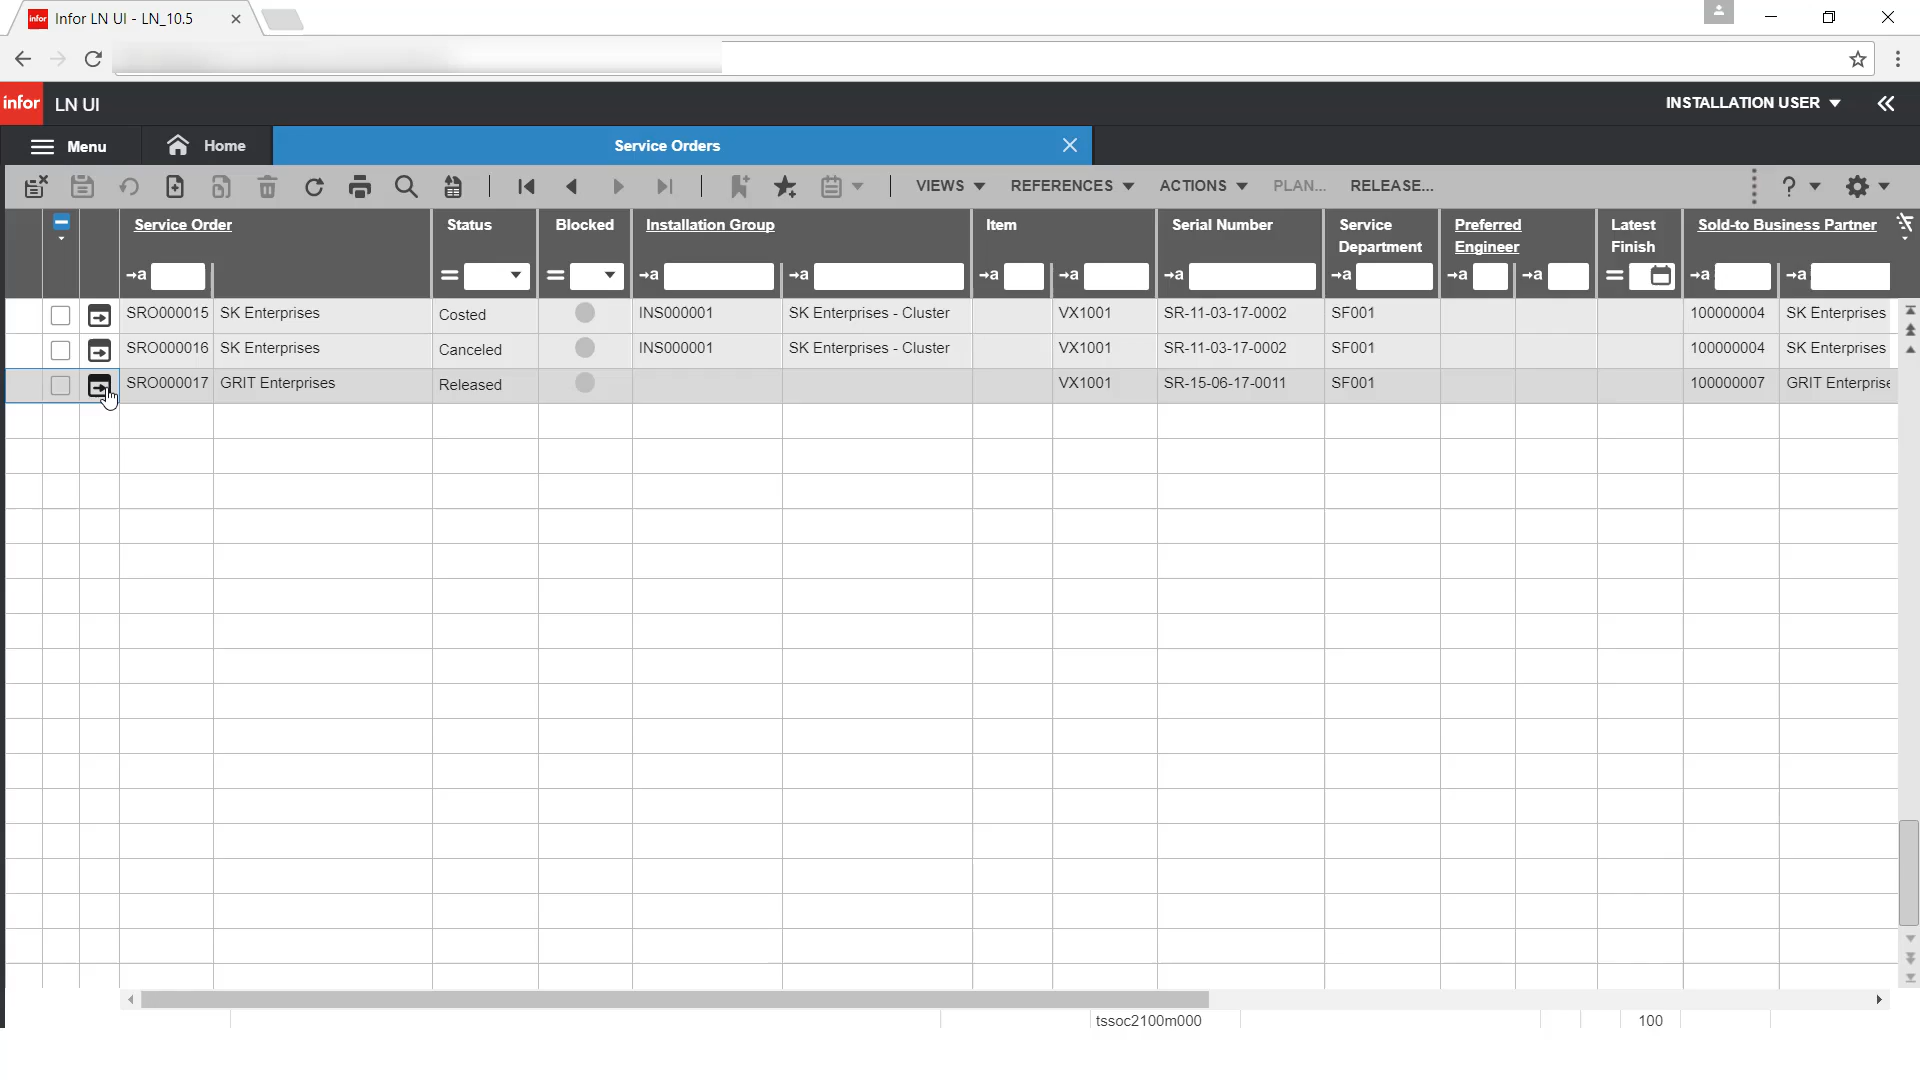 infor Infor LN UI - LN_10.5
infor LN UI INSTALLATION USER
Menu Home Service Orders
VIEWS REFERENCES ACTIONS PLAN... RELEASE... ?
Service Order Status Blocked Installation Group Item Serial Number Service Department Preferred Engineer Latest Finish Sold-to Business Partner
→a = = →a →a →a →a →a →a →a →a = →a →a
SRO000015 SK Enterprises Costed INS000001 SK Enterprises - Cluster VX1001 SR-11-03-17-0002 SF001 100000004 SK Enterprises
SRO000016 SK Enterprises Canceled INS000001 SK Enterprises - Cluster VX1001 SR-11-03-17-0002 SF001 100000004 SK Enterprises
SRO000017 GRIT Enterprises Released VX1001 SR-15-06-17-0011 SF001 100000007 GRIT Enterprise
tssoc2100m000 100